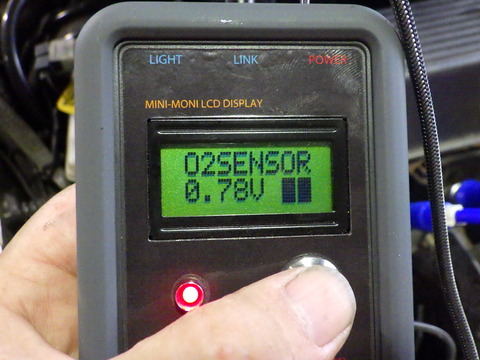 LIGHT LINK POWER
MINI-MONI LCD DISPLAY
O2SENSOR
0.78V